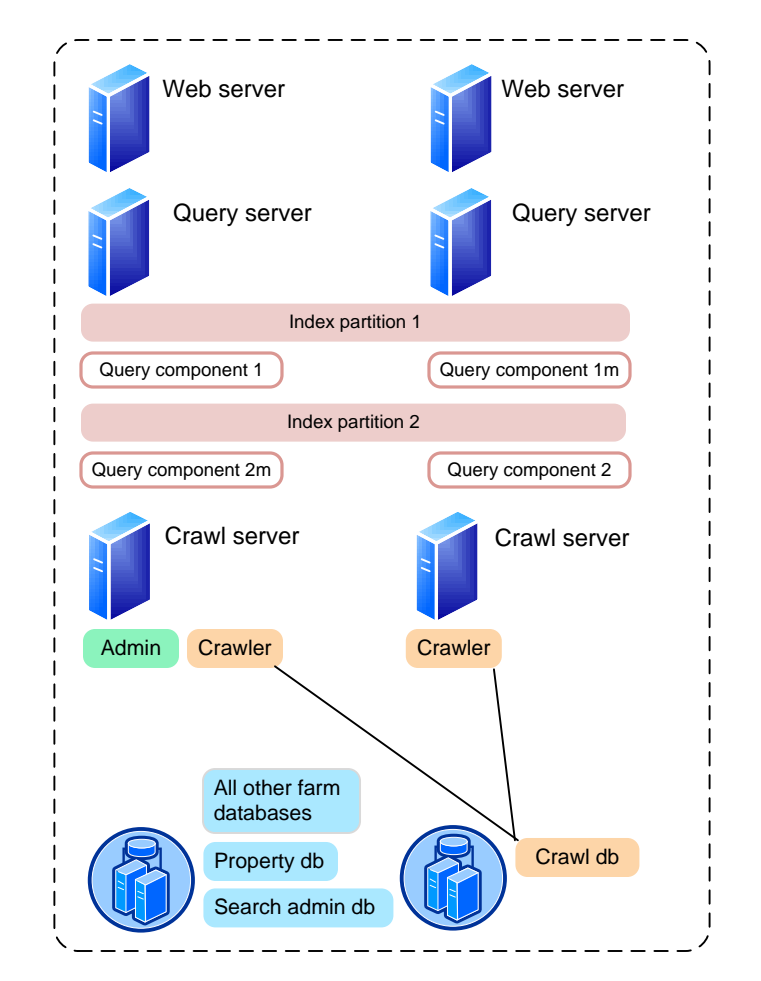 Web server
Web server
Query server
Query server
Index partition 1
Query component 1
Query component 1m
Index partition 2
Query component 2m
Query component 2
Crawl server
Crawl server
Admin
Crawler
Crawler
All other farm
databases
Property db
Search admin db
Crawl db